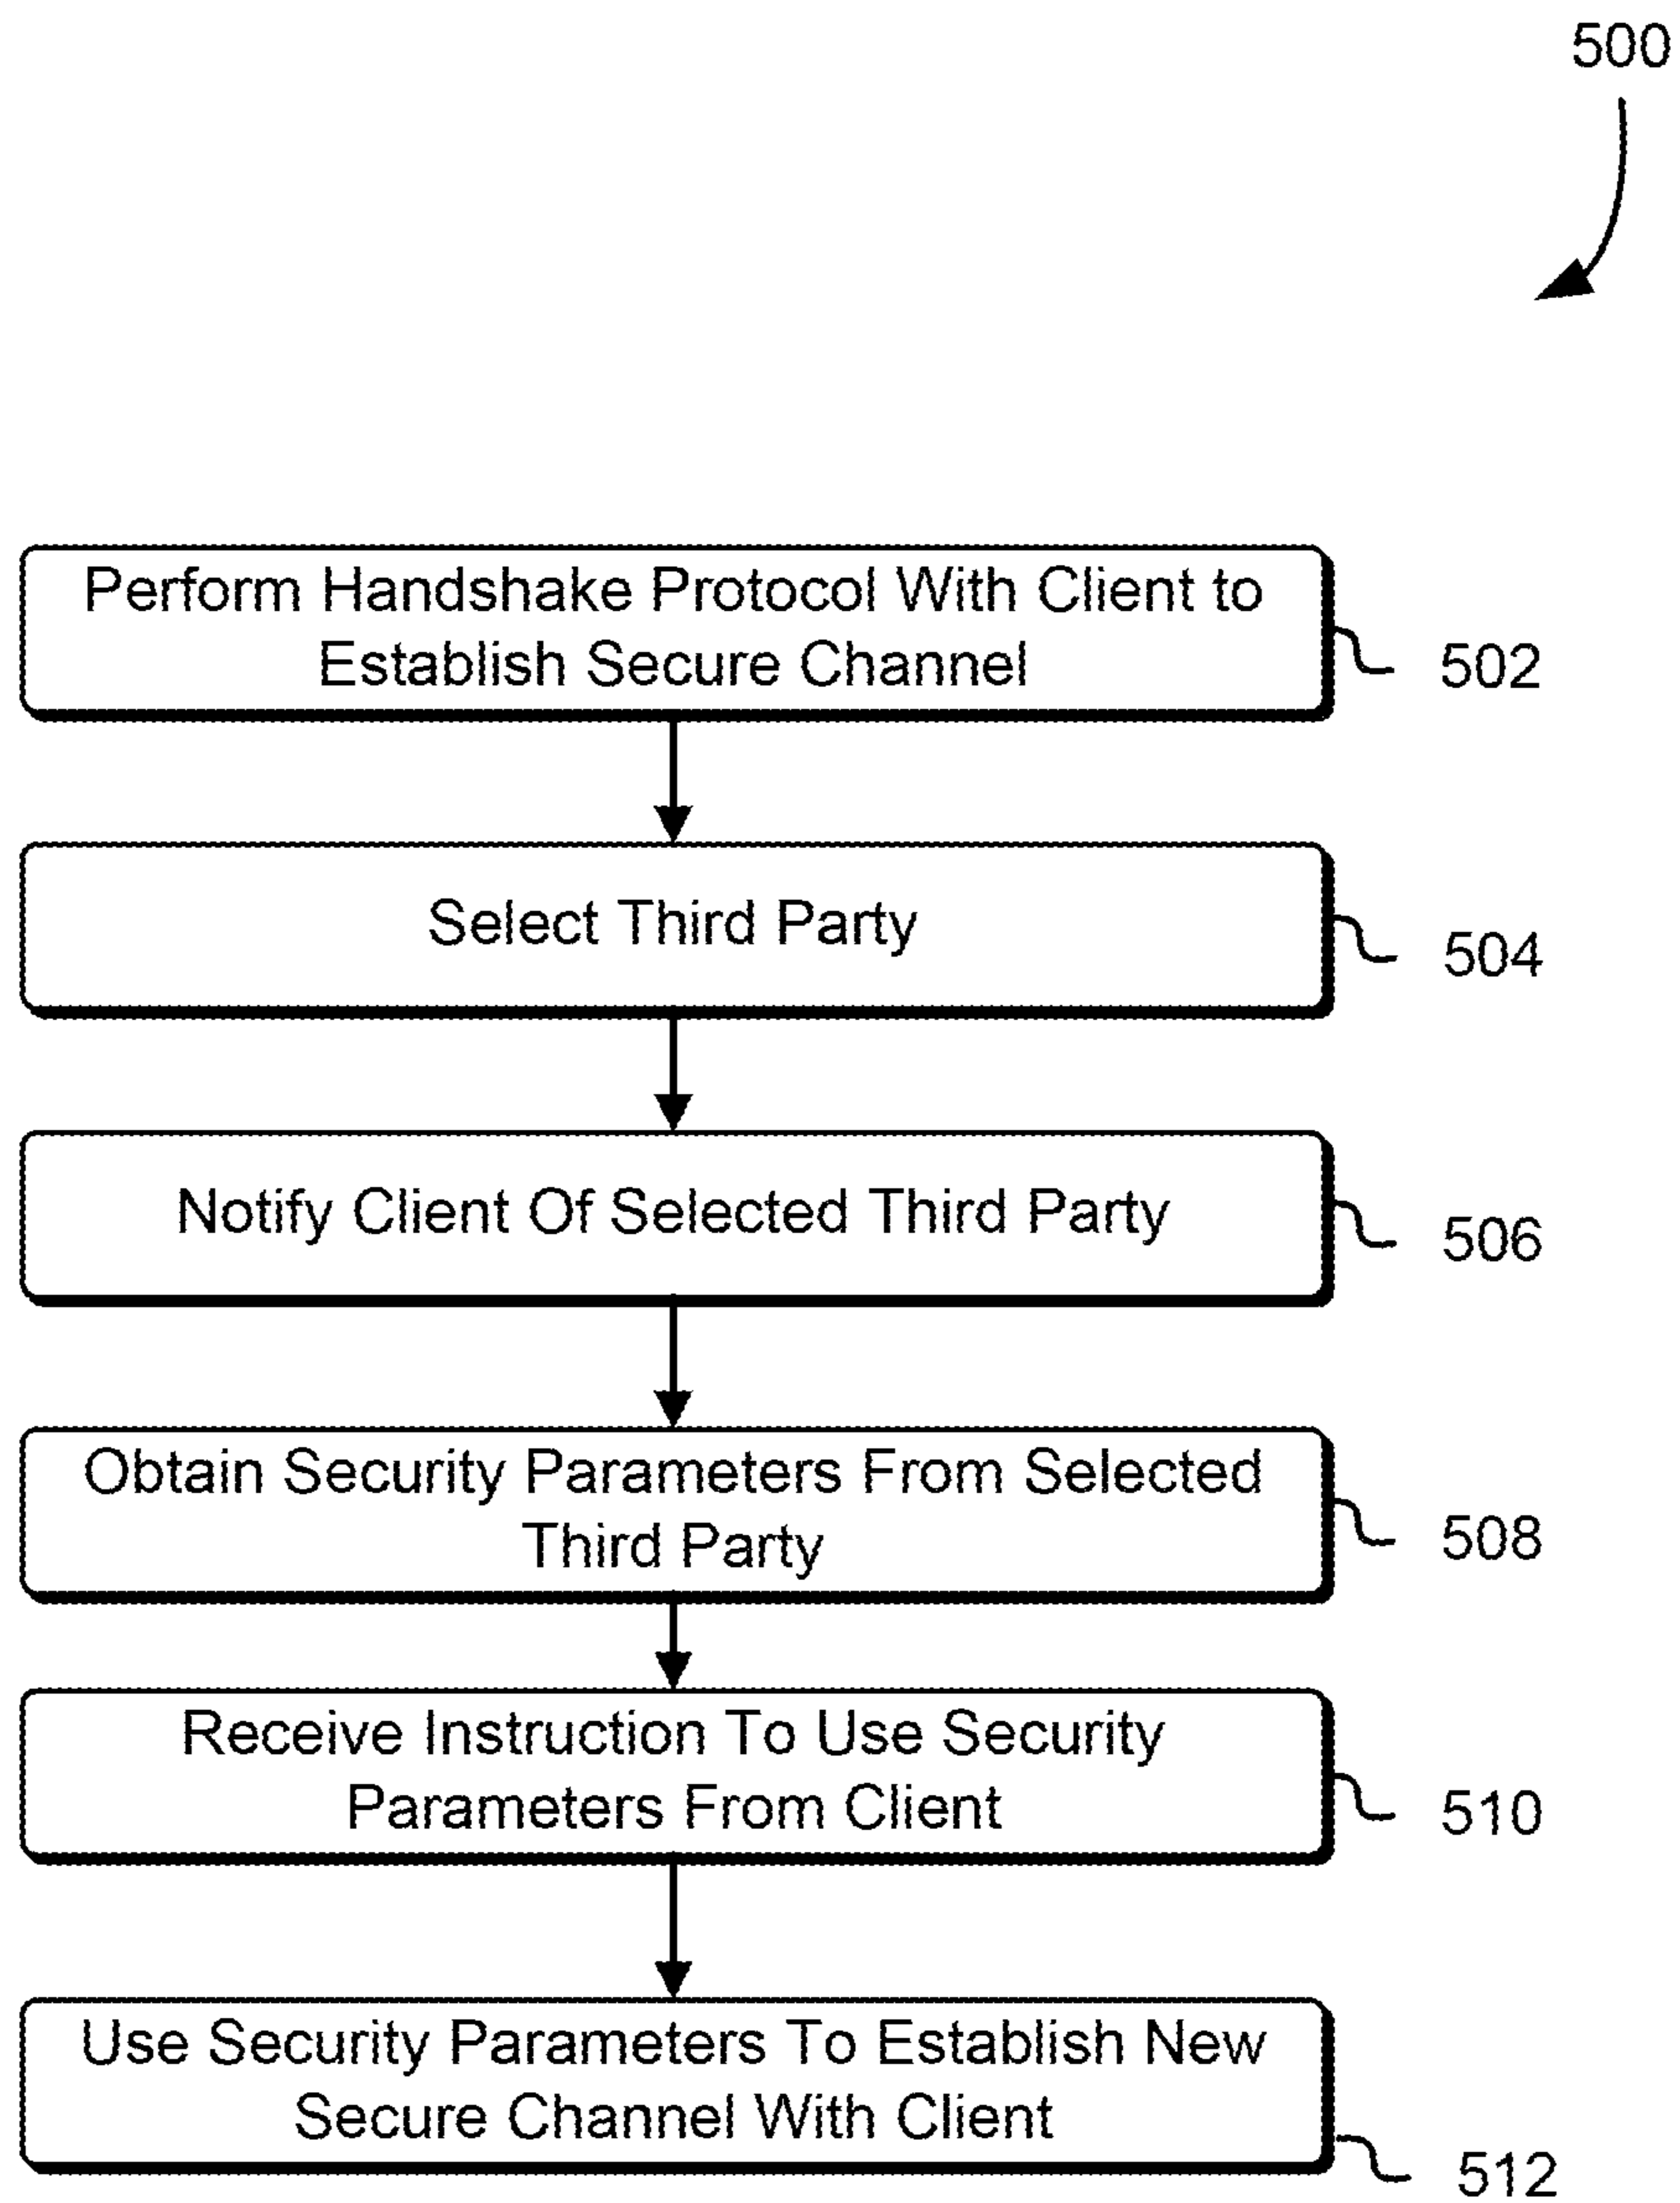 500
Perform Handshake Protocol With Client to
Establish Secure Channel
502
Select Third Party
504
Notify Client Of Selected Third Party
506
Obtain Security Parameters From Selected
Third Party
508
Receive Instruction To Use Security
Parameters From Client
510
Use Security Parameters To Establish New
Secure Channel With Client
512